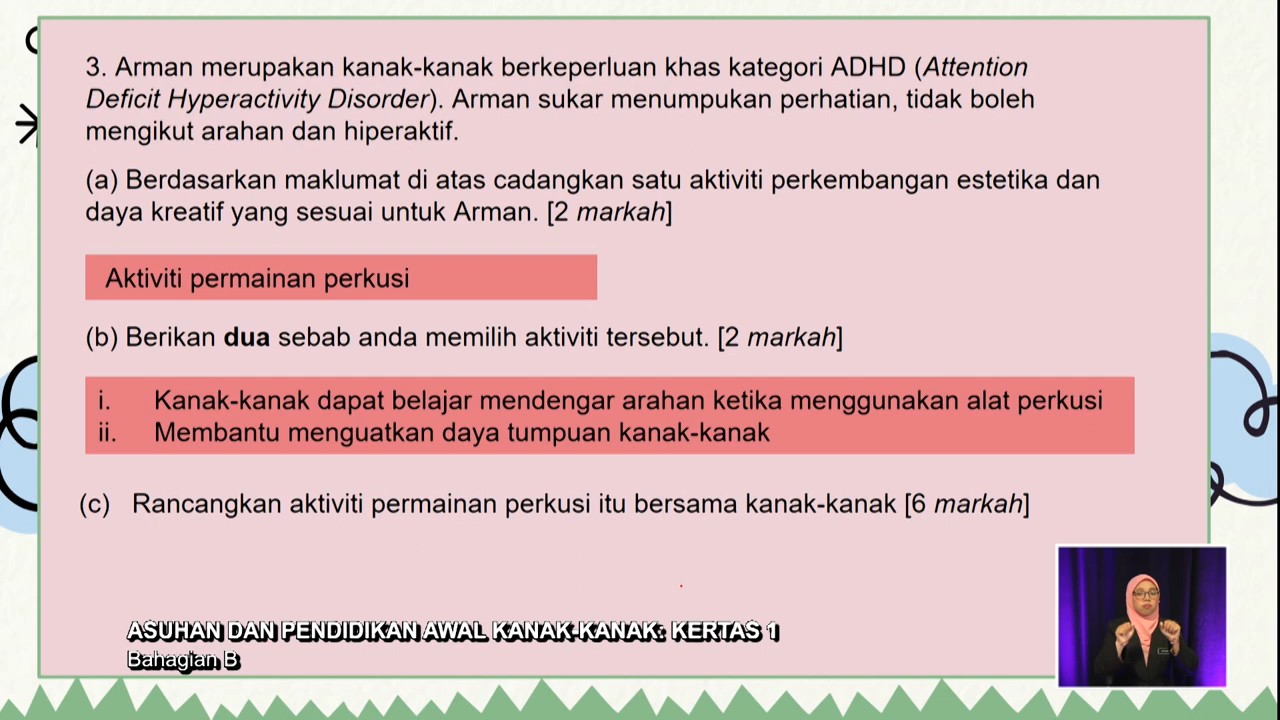 3. Arman merupakan kanak-kanak berkeperluan khas kategori ADHD (Attention
Deficit Hyperactivity Disorder). Arman sukar menumpukan perhatian, tidak boleh
mengikut arahan dan hiperaktif.
(a) Berdasarkan maklumat di atas cadangkan satu aktiviti perkembangan estetika dan
daya kreatif yang sesuai untuk Arman. [2 markah]
Aktiviti permainan perkusi
(b) Berikan dua sebab anda memilih aktiviti tersebut. [2 markah]
i. Kanak-kanak dapat belajar mendengar arahan ketika menggunakan alat perkusi
ii. Membantu menguatkan daya tumpuan kanak-kanak
(c) Rancangkan aktiviti permainan perkusi itu bersama kanak-kanak [6 markah]
ASUHAN DAN PENDIDIKAN AWAL KANAK-KANAK: KERTAS 1
Bahagian B